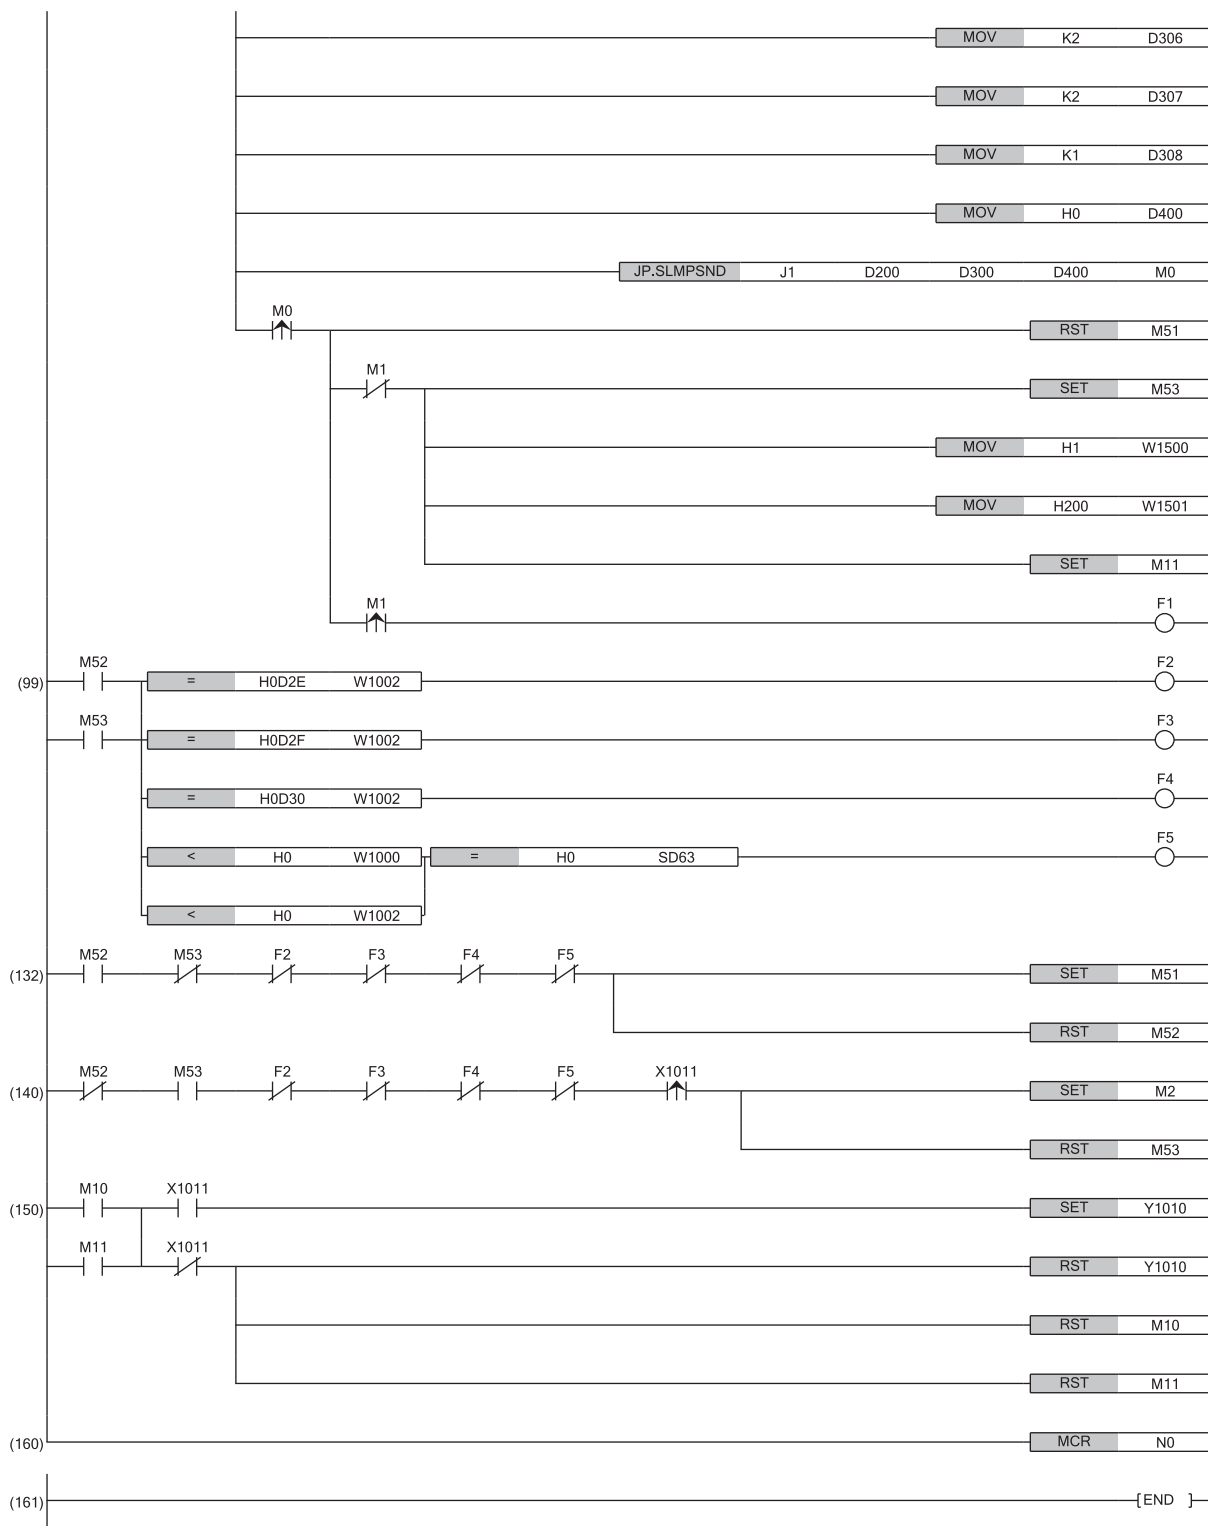 MOV K2 D306
MOV K2 D307
MOV K1 D308
MOV H0 D400
JP.SLMPSND J1 D200 D300 D400 M0
M0
RST M51
M1
SET M53
MOV H1 W1500
MOV H200 W1501
SET M11
M1 F1
M52 F2
(99) = H0D2E W1002
M53 F3
= H0D2F W1002
F4
= H0D30 W1002
F5
< H0 W1000 = H0 SD63
< H0 W1002
M52 M53 F2 F3 F4 F5
(132) SET M51
RST M52
M52 M53 F2 F3 F4 F5 X1011
(140) SET M2
RST M53
M10 X1011
(150) SET Y1010
M11 X1011
RST Y1010
RST M10
RST M11
(160) MCR N0
(161) [END ]